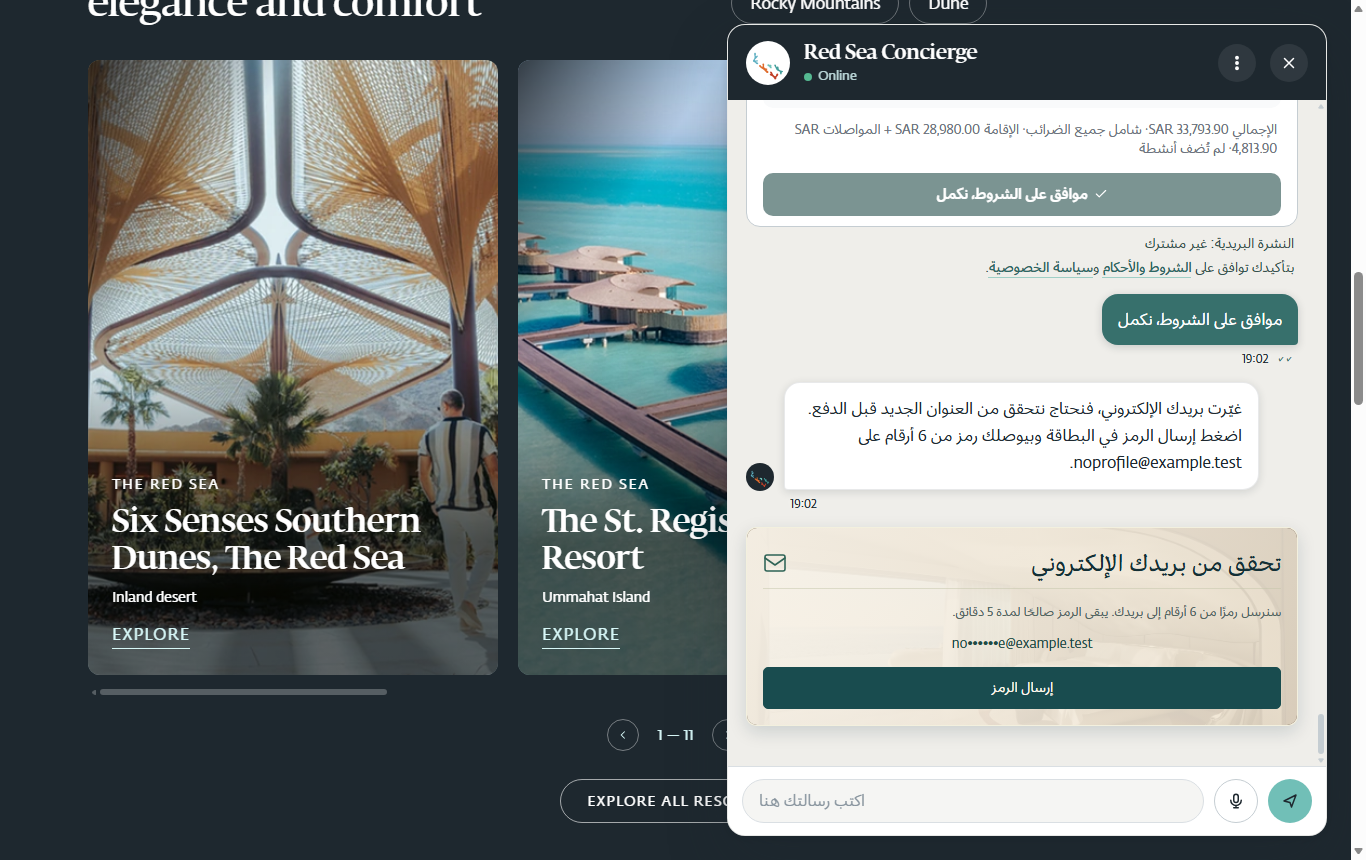 elegance and comfort
Rocky Mountains
Dune
THE RED SEA
Six Senses Southern
Dunes, The Red Sea
Inland desert
EXPLORE
THE RED SEA
The St. Regis
Resort
Ummahat Island
EXPLORE
1 — 11
EXPLORE ALL RESO
Red Sea Concierge
Online
الإجمالي SAR 33,793.90· شامل جميع الضرائب· الإقامة SAR 28,980.00 + المواصلات SAR
4,813.90· لم تُضف أنشطة
موافق على الشروط، نكمل
النشرة البريدية: غير مشترك
بتأكيدك توافق على الشروط والأحكام وسياسة الخصوصية.
موافق على الشروط، نكمل
19:02
غيّرت بريدك الإلكتروني، فنحتاج نتحقق من العنوان الجديد قبل الدفع.
اضغط إرسال الرمز في البطاقة وبيوصلك رمز من 6 أرقام على
noprofile@example.test.
19:02
تحقق من بريدك الإلكتروني
سنرسل رمزًا من 6 أرقام إلى بريدك. يبقى الرمز صالحًا لمدة 5 دقائق.
no••••••e@example.test
إرسال الرمز
اكتب رسالتك هنا